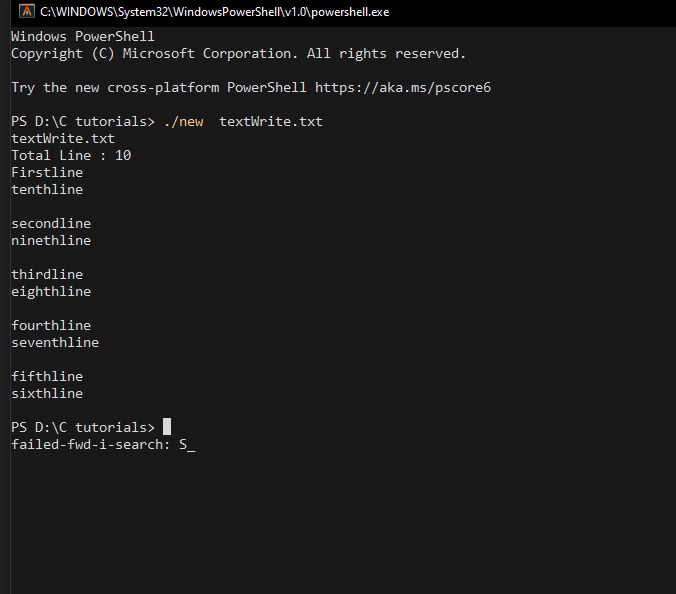 C:\WINDOWS\System32\WindowsPowerShell\v1.0\powershell.exe
Windows PowerShell
Copyright (C) Microsoft Corporation. All rights reserved.
Try the new cross-platform PowerShell https://aka.ms/pscore6
PS D:\C tutorials> ./new  textWrite.txt
textWrite.txt
Total Line : 10
Firstline
tenthline
secondline
ninethline
thirdline
eighthline
fourthline
seventhline
fifthline
sixthline
PS D:\C tutorials>
failed-fwd-i-search: S_